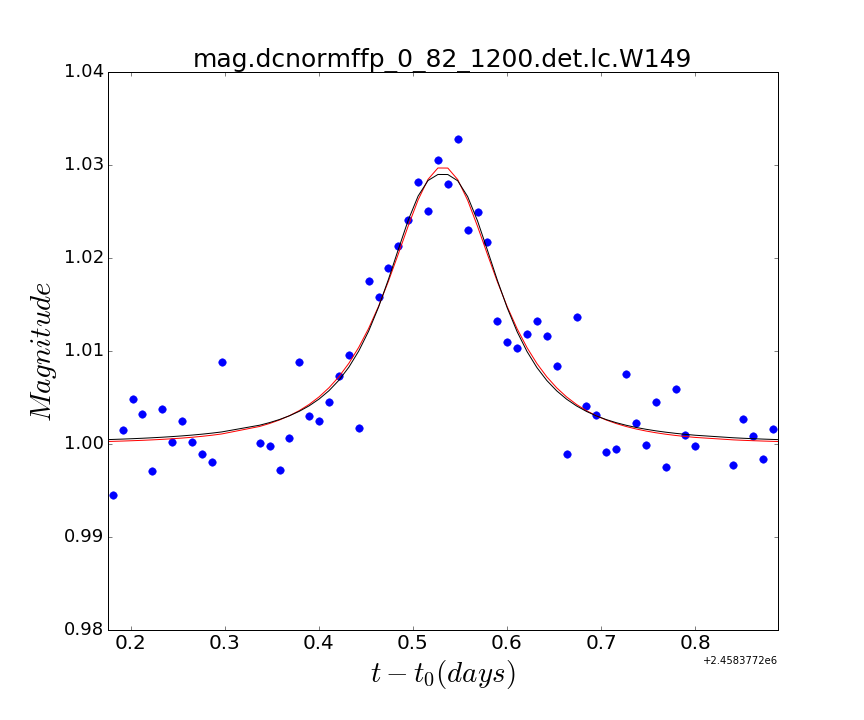 mag.dcnormffp_0_82_1200.det.lc.W149
1.04
1.03
1.02
1.01
1.00
0.99
0.98
Magnitude
0.2 0.3 0.4 0.5 0.6 0.7 0.8
+2.4583772e6
t − t₀(days)